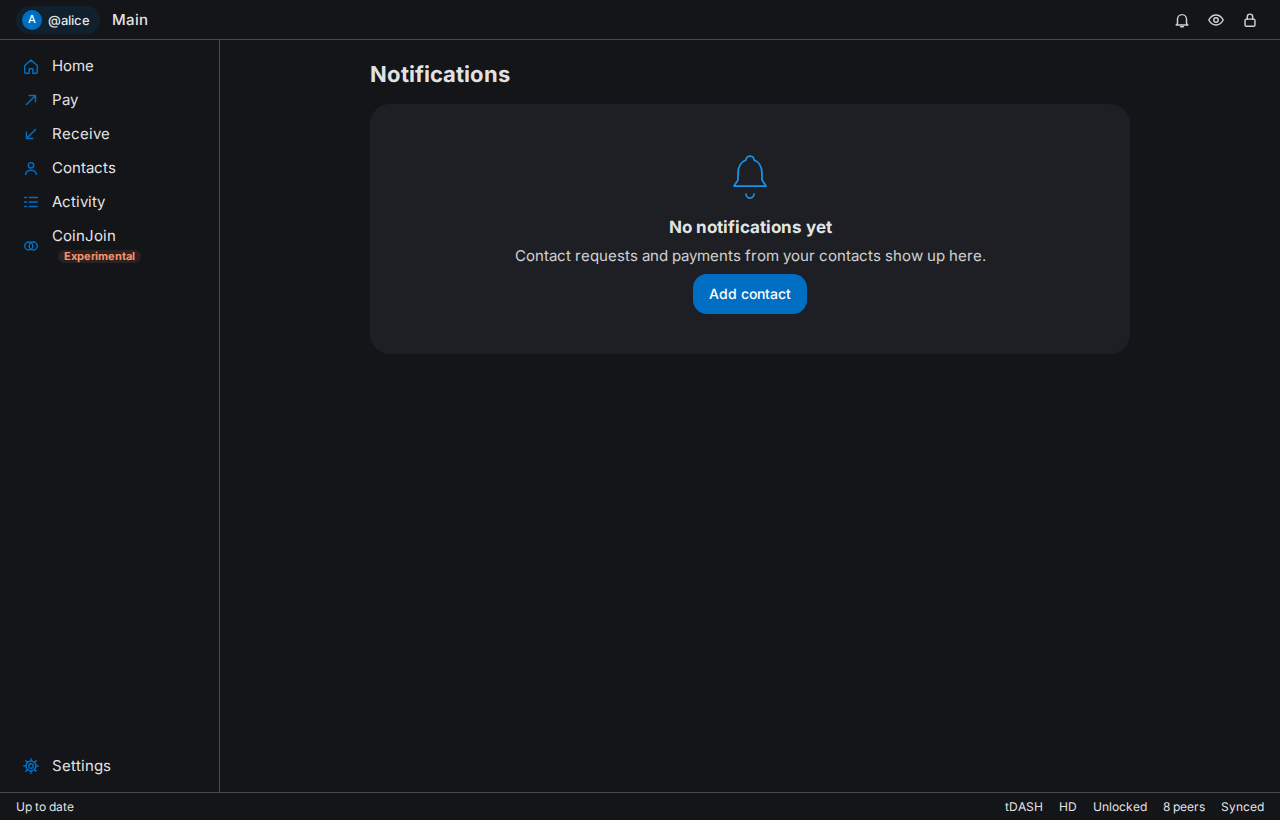 A @alice Main
Home
Pay
Receive
Contacts
Activity
CoinJoin
Experimental
Settings
Notifications
No notifications yet
Contact requests and payments from your contacts show up here.
Add contact
Up to date
tDASH HD Unlocked 8 peers Synced